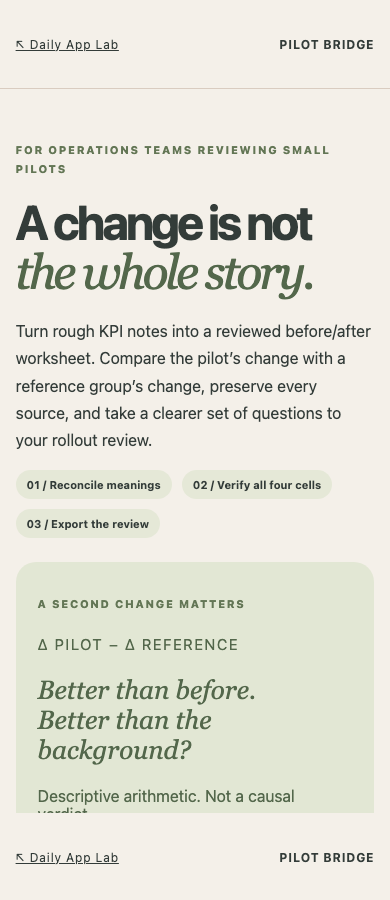 ↖ Daily App Lab
PILOT BRIDGE
FOR OPERATIONS TEAMS REVIEWING SMALL
PILOTS
A change is not
the whole story.
Turn rough KPI notes into a reviewed before/after
worksheet. Compare the pilot’s change with a
reference group’s change, preserve every
source, and take a clearer set of questions to
your rollout review.
01 / Reconcile meanings
02 / Verify all four cells
03 / Export the review
A SECOND CHANGE MATTERS
Δ PILOT − Δ REFERENCE
Better than before.
Better than the
background?
Descriptive arithmetic. Not a causal
↖ Daily App Lab
PILOT BRIDGE